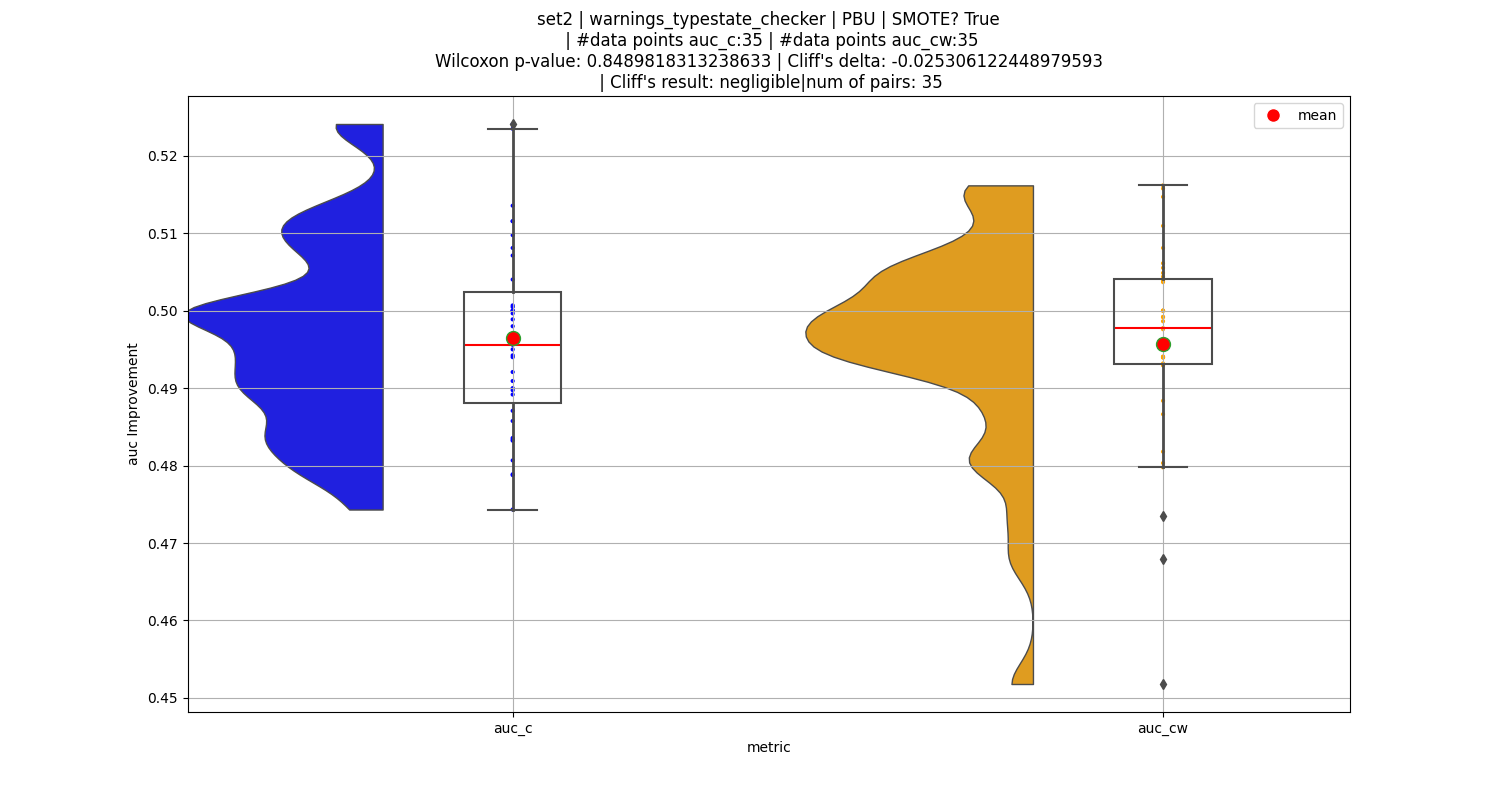 set2 | warnings_typestate_checker | PBU | SMOTE? True
| #data points auc_c:35 | #data points auc_cw:35
Wilcoxon p-value: 0.8489818313238633 | Cliff's delta: -0.025306122448979593
| Cliff's result: negligible|num of pairs: 35
mean
0.52
0.51
0.50
0.49
0.48
0.47
0.46
0.45
auc Improvement
auc_c
auc_cw
metric